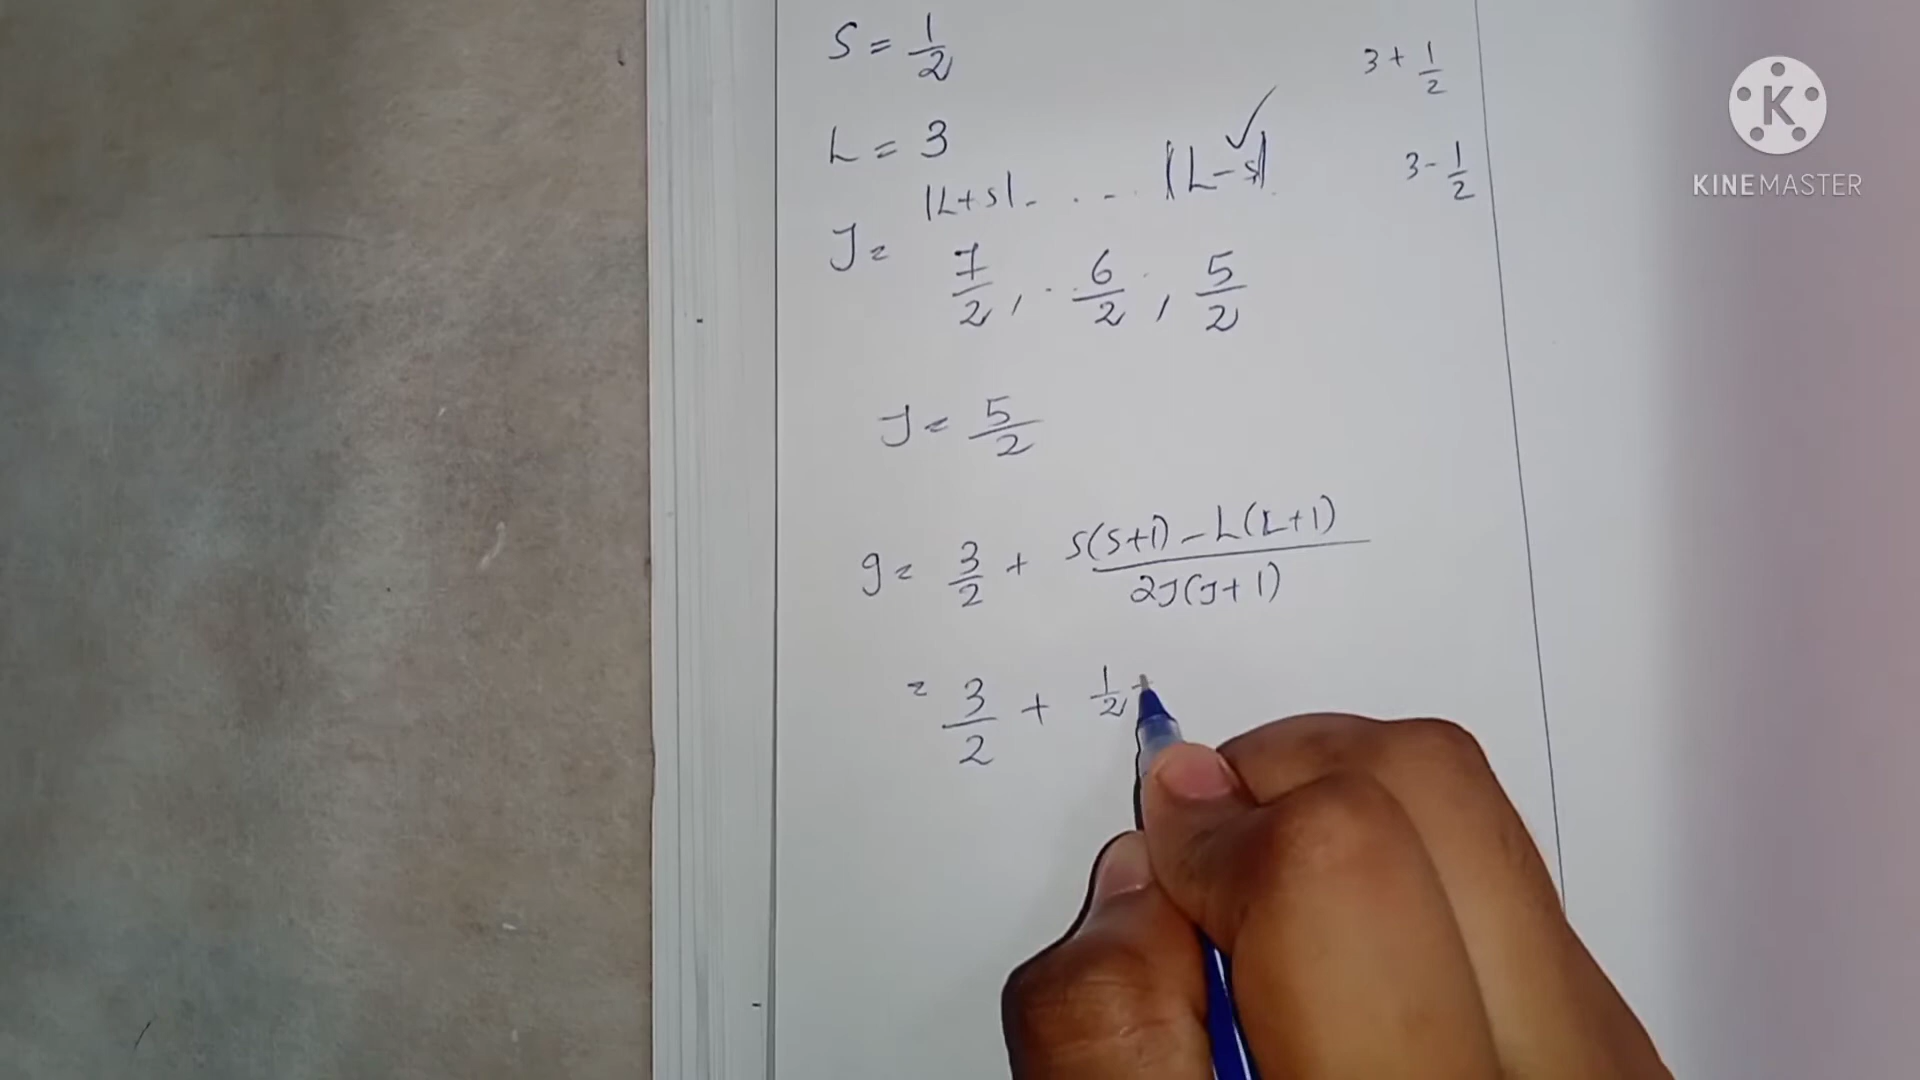 S = 1/2
3 + 1/2
L = 3
3 - 1/2
|L+S| - . . - . |L-S|
J = 7/2, . . 6/2, 5/2
J = 5/2
g = 3/2 + S(S+1) - L(L+1) / 2J(J+1)
= 3/2 + 1/2
K
KINEMASTER